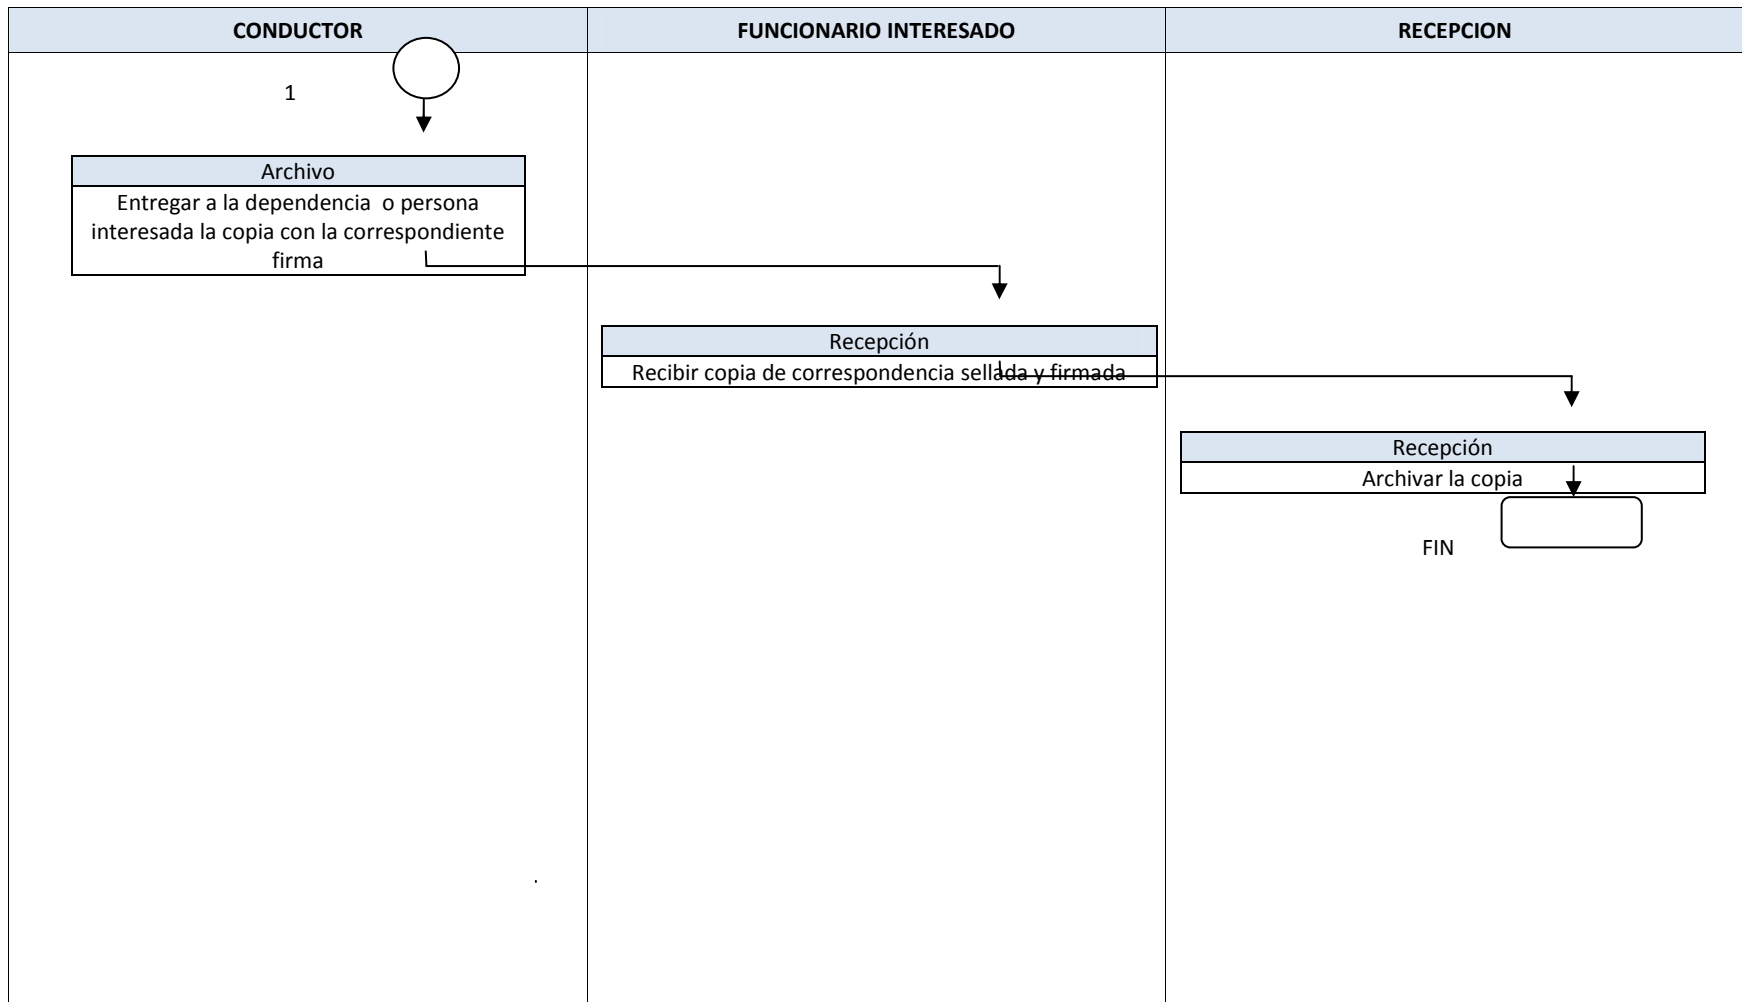 CONDUCTOR
FUNCIONARIO INTERESADO
RECEPCION
1
Archivo
Entregar a la dependencia  o persona
interesada la copia con la correspondiente
firma
Recepción
Recibir copia de correspondencia sellada y firmada
Recepción
Archivar la copia
FIN
.